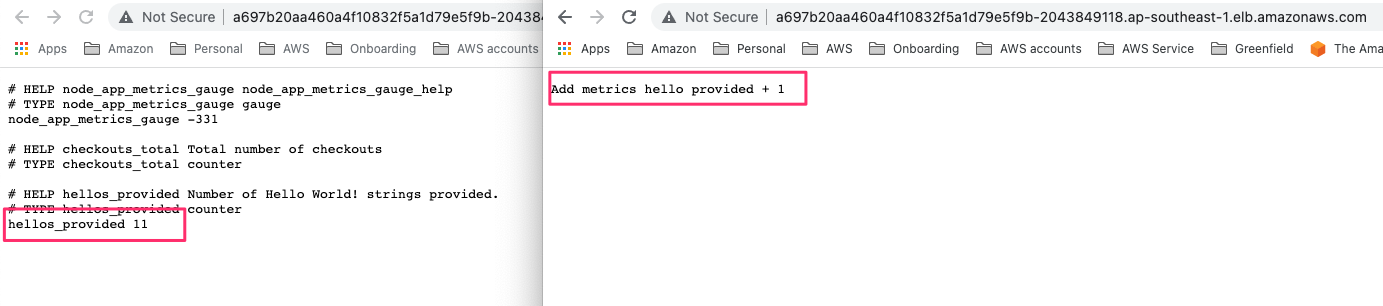 Not Secure a697b20aa460a4f10832f5a1d79e5f9b-2043849
Apps Amazon Personal AWS Onboarding AWS accounts
# HELP node_app_metrics_gauge node_app_metrics_gauge_help
# TYPE node_app_metrics_gauge gauge
node_app_metrics_gauge -331
# HELP checkouts_total Total number of checkouts
# TYPE checkouts_total counter
# HELP hellos_provided Number of Hello World! strings provided.
# TYPE hellos_provided counter
hellos_provided 11
Not Secure a697b20aa460a4f10832f5a1d79e5f9b-2043849118.ap-southeast-1.elb.amazonaws.com
Apps Amazon Personal AWS Onboarding AWS accounts AWS Service Greenfield The Ama
Add metrics hello provided + 1